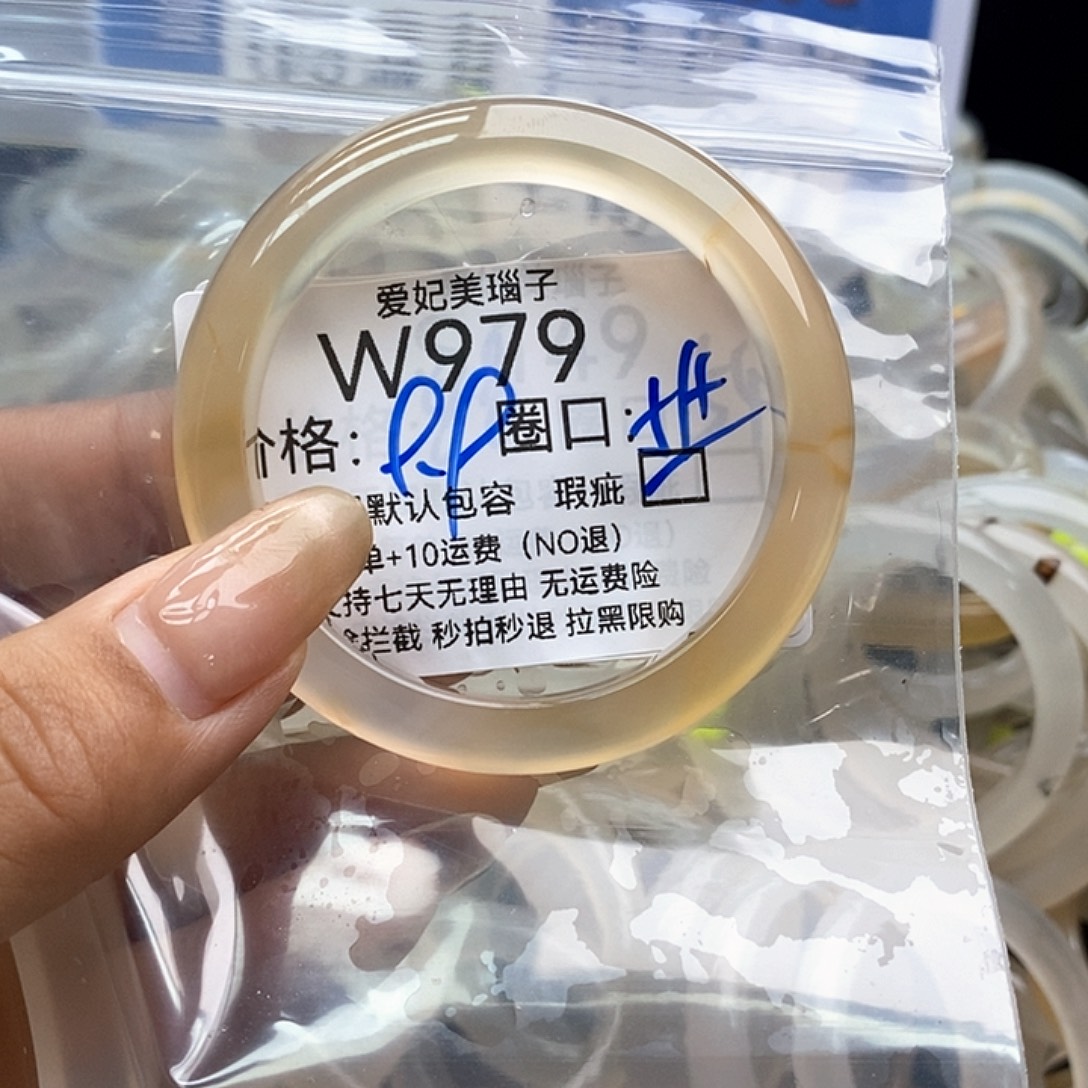 爱妃美瑙子
W979
价格: 圈口:
默认包容 瑕疵
单+10运费（NO退）
支持七天无理由 无运费险
拦截 秒拍秒退 拉黑限购